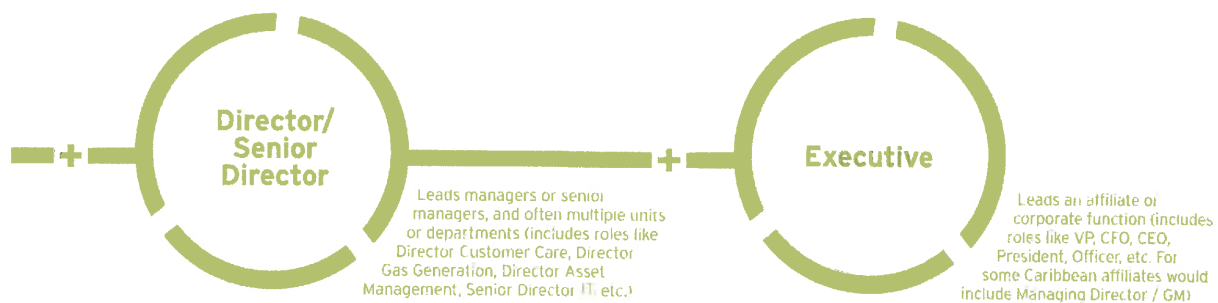 +
Director/
Senior
Director
Leads managers or senior
managers, and often multiple units
or departments (includes roles like
Director Customer Care, Director
Gas Generation, Director Asset
Management, Senior Director IT, etc.)
+
Executive
Leads an affiliate or
corporate function (includes
roles like VP, CFO, CEO,
President, Officer, etc. For
some Caribbean affiliates would
include Managing Director / GM)